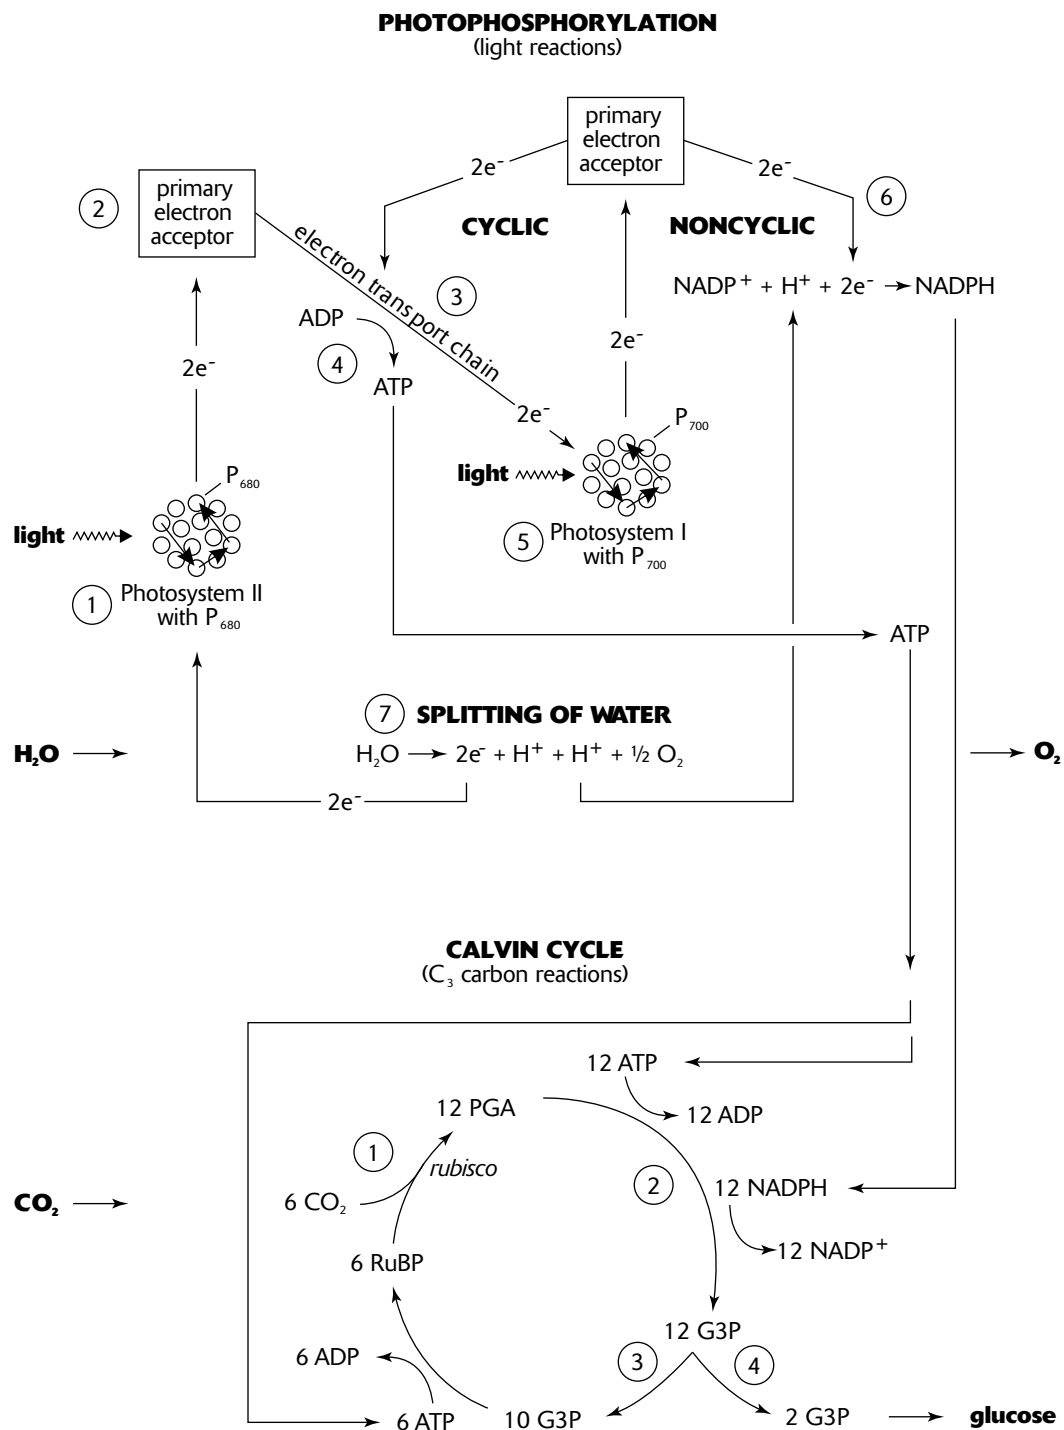 PHOTOPHOSPHORYLATION
(light reactions)
primary
electron
acceptor
2e⁻
2e⁻
2
primary
electron
acceptor
6
CYCLIC
NONCYCLIC
electron transport chain
3
NADP⁺ + H⁺ + 2e⁻ NADPH
ADP
4
ATP
2e⁻
2e⁻
2e⁻
P₇₀₀
light
P₆₈₀
light
5
Photosystem I
with P₇₀₀
1
Photosystem II
with P₆₈₀
ATP
7
SPLITTING OF WATER
H₂O
H₂O 2e⁻ + H⁺ + H⁺ + ½ O₂
O₂
2e⁻
CALVIN CYCLE
(C₃ carbon reactions)
12 ATP
12 PGA
12 ADP
1
rubisco
2
CO₂
6 CO₂
12 NADPH
12 NADP⁺
6 RuBP
12 G3P
6 ADP
3
4
6 ATP
10 G3P
2 G3P
glucose